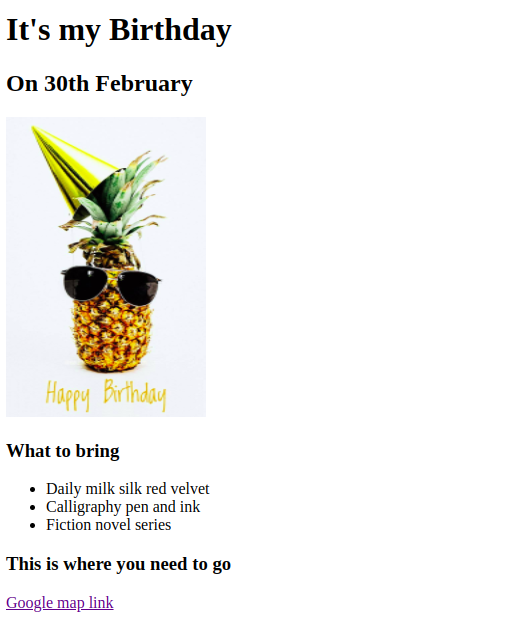 It's my Birthday
On 30th February
Happy Birthday
What to bring
Daily milk silk red velvet
Calligraphy pen and ink
Fiction novel series
This is where you need to go
Google map link